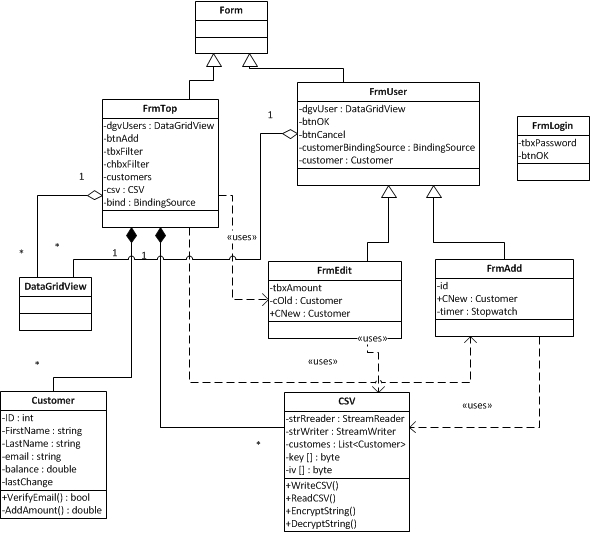 Form
FrmTop
-dgvUsers : DataGridView
-btnAdd
-tbxFilter
-chbxFilter
-customers
-csv : CSV
-bind : BindingSource
FrmUser
-dgvUser : DataGridView
-btnOK
-btnCancel
-customerBindingSource : BindingSource
-customer : Customer
FrmLogin
-tbxPassword
-btnOK
1
1
*
*
1
1
«uses»
DataGridView
FrmEdit
-tbxAmount
-cOld : Customer
+CNew : Customer
FrmAdd
-id
+CNew : Customer
-timer : Stopwatch
«uses»
«uses»
«uses»
*
*
Customer
-ID : int
-FirstName : string
-LastName : string
-email : string
-balance : double
-lastChange
+VerifyEmail() : bool
-AddAmount() : double
CSV
-strRreader : StreamReader
-strWriter : StreamWriter
-customes : List<Customer>
-key [] : byte
-iv [] : byte
+WriteCSV()
+ReadCSV()
+EncryptString()
+DecryptString()